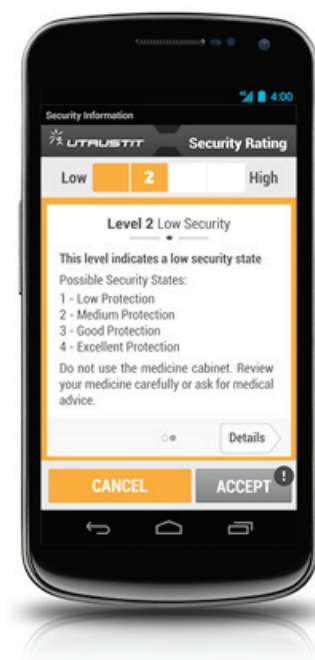 4:00
Security Information
UTRUSTIT Security Rating
Low 2 High
Level 2 Low Security
This level indicates a low security state
Possible Security States:
1 - Low Protection
2 - Medium Protection
3 - Good Protection
4 - Excellent Protection
Do not use the medicine cabinet. Review
your medicine carefully or ask for medical
advice.
Details
CANCEL ACCEPT !